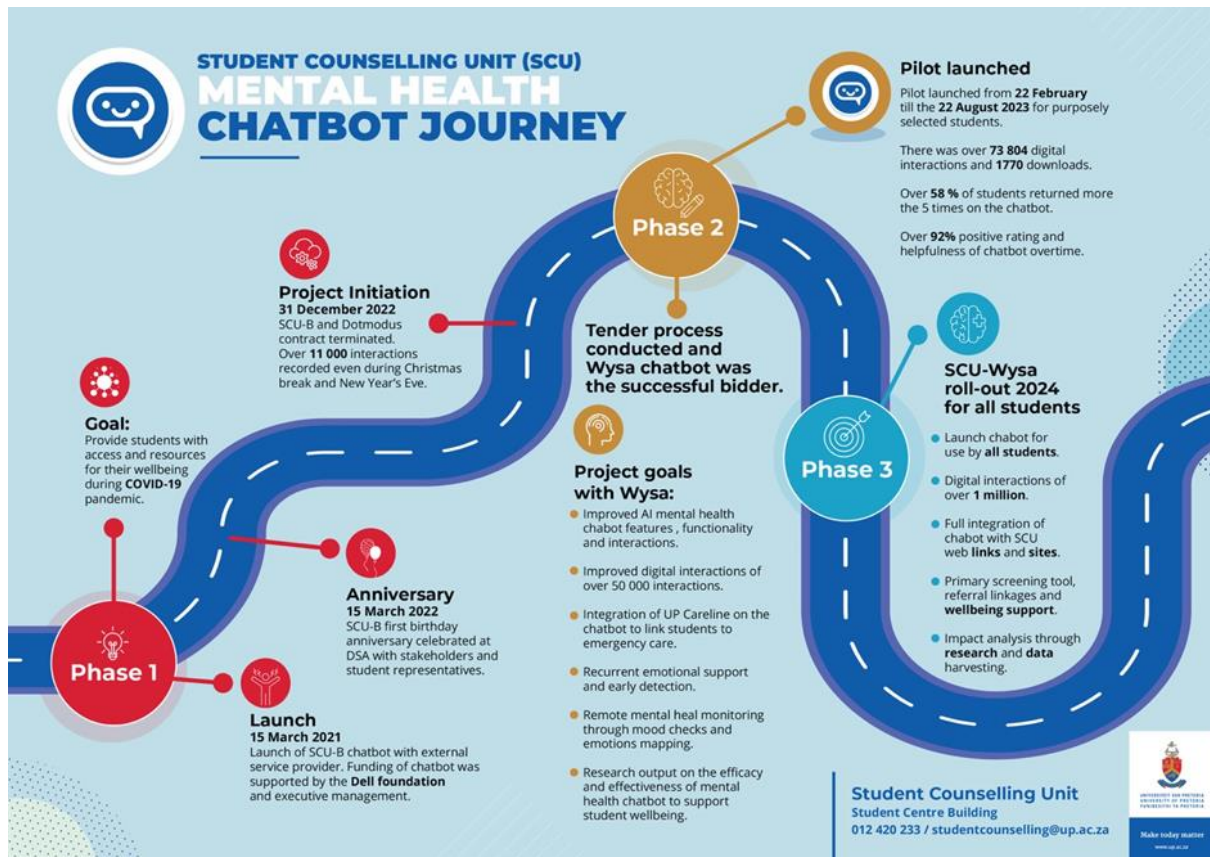 STUDENT COUNSELLING UNIT (SCU)
MENTAL HEALTH
CHATBOT JOURNEY
Phase 1
Goal:
Provide students with
access and resources
for their wellbeing
during COVID-19
pandemic.
Launch
15 March 2021
Launch of SCU-B chatbot with external
service provider. Funding of chatbot was
supported by the Dell foundation
and executive management.
Anniversary
15 March 2022
SCU-B first birthday
anniversary celebrated at
DSA with stakeholders and
student representatives.
Project Initiation
31 December 2022
SCU-B and Dotmodus
contract terminated.
Over 11 000 interactions
recorded even during Christmas
break and New Year's Eve.
Phase 2
Pilot launched
Pilot launched from 22 February
till the 22 August 2023 for purposely
selected students.
There was over 73 804 digital
interactions and 1770 downloads.
Over 58 % of students returned more
the 5 times on the chatbot.
Over 92% positive rating and
helpfulness of chatbot overtime.
Tender process
conducted and
Wysa chatbot was
the successful bidder.
Project goals
with Wysa:
Improved AI mental health
chabot features , functionality
and interactions.
Improved digital interactions of
over 50 000 interactions.
Integration of UP Careline on the
chatbot to link students to
emergency care.
Recurrent emotional support
and early detection.
Remote mental heal monitoring
through mood checks and
emotions mapping.
Research output on the efficacy
and effectiveness of mental
health chatbot to support
student wellbeing.
Phase 3
SCU-Wysa
roll-out 2024
for all students
Launch chabot for
use by all students.
Digital interactions of
over 1 million.
Full integration of
chabot with SCU
web links and sites.
Primary screening tool,
referral linkages and
wellbeing support.
Impact analysis through
research and data
harvesting.
Student Counselling Unit
Student Centre Building
012 420 233 / studentcounselling@up.ac.za
UNIVERSITEIT VAN PRETORIA
UNIVERSITY OF PRETORIA
YUNIBESITHI YA PRETORIA
Make today matter
www.up.ac.za